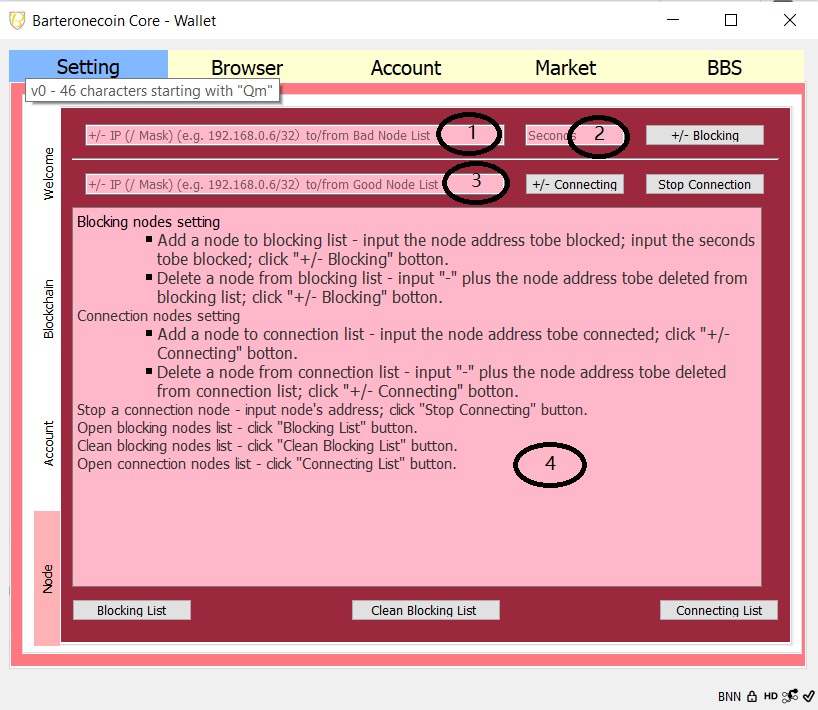 Barteronecoin Core - Wallet
Setting Browser Account Market BBS
v0 - 46 characters starting with "Qm"
Welcome
Blockchain
Account
Node
+/- IP (/ Mask) (e.g. 192.168.0.6/32) to/from Bad Node List 1 Seconds 2 +/- Blocking
+/- IP (/ Mask) (e.g. 192.168.0.6/32) to/from Good Node List 3 +/- Connecting Stop Connection
Blocking nodes setting
Add a node to blocking list - input the node address tobe blocked; input the seconds
tobe blocked; click "+/- Blocking" botton.
Delete a node from blocking list - input "-" plus the node address tobe deleted from
blocking list; click "+/- Blocking" botton.
Connection nodes setting
Add a node to connection list - input the node address tobe connected; click "+/-
Connecting" botton.
Delete a node from connection list - input "-" plus the node address tobe deleted
from connection list; click "+/- Connecting" botton.
Stop a connection node - input node's address; click "Stop Connecting" button.
Open blocking nodes list - click "Blocking List" button.
Clean blocking nodes list - click "Clean Blocking List" button.
Open connection nodes list - click "Connecting List" button.
4
Blocking List Clean Blocking List Connecting List
BNN HD